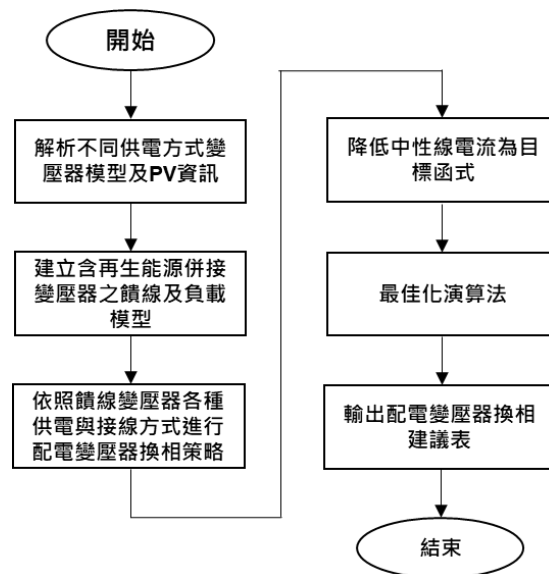 開始
解析不同供電方式變
壓器模型及PV資訊
建立含再生能源併接
變壓器之饋線及負載
模型
依照饋線變壓器各種
供電與接線方式進行
配電變壓器換相策略
降低中性線電流為目
標函式
最佳化演算法
輸出配電變壓器換相
建議表
結束